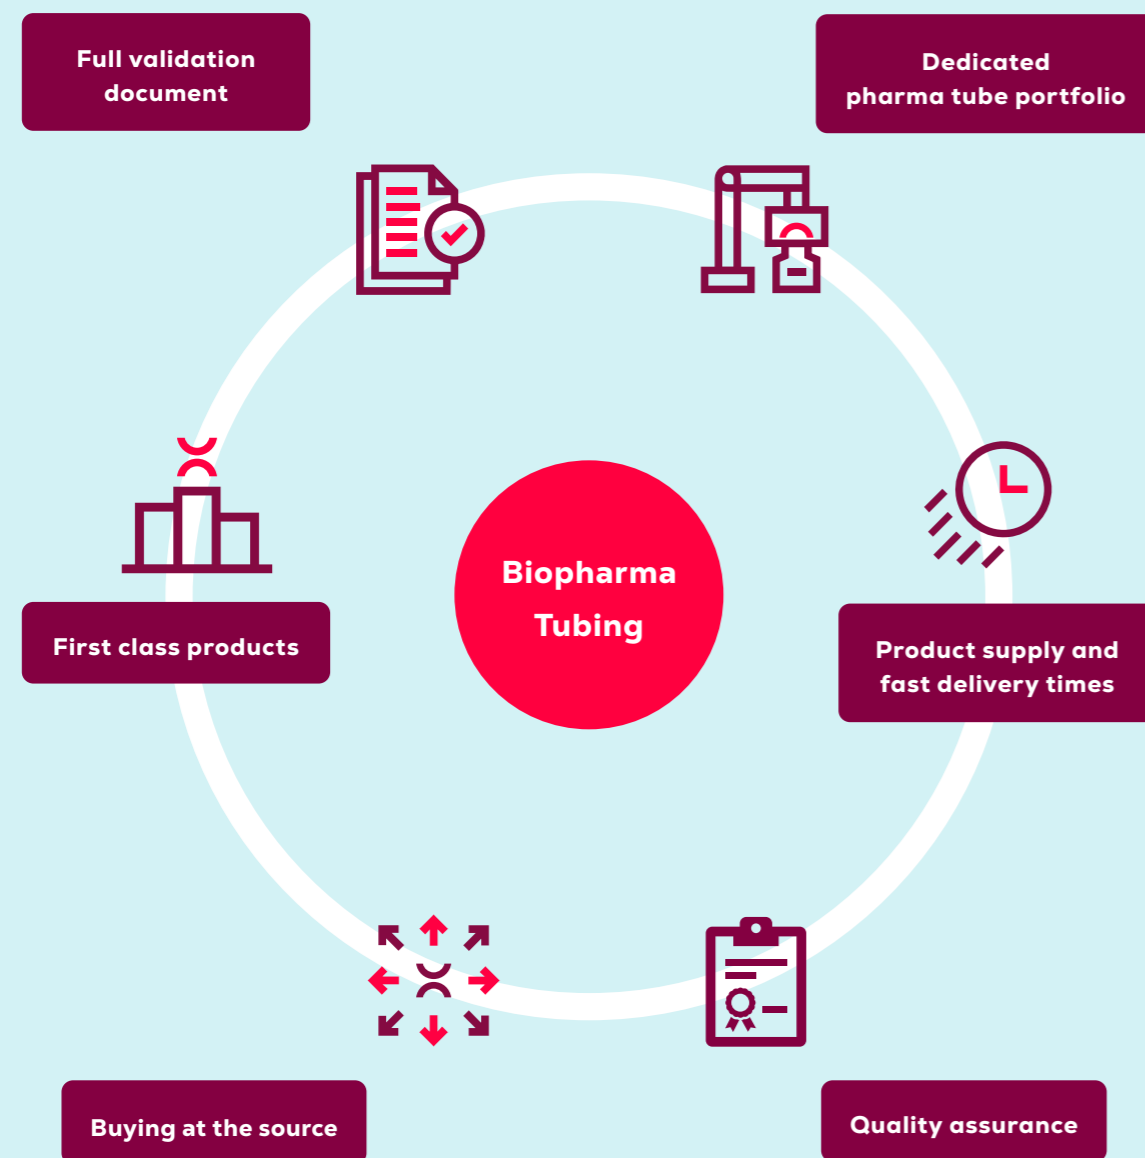 Full validation
document
Dedicated
pharma tube portfolio
First class products
Biopharma
Tubing
Product supply and
fast delivery times
Buying at the source
Quality assurance